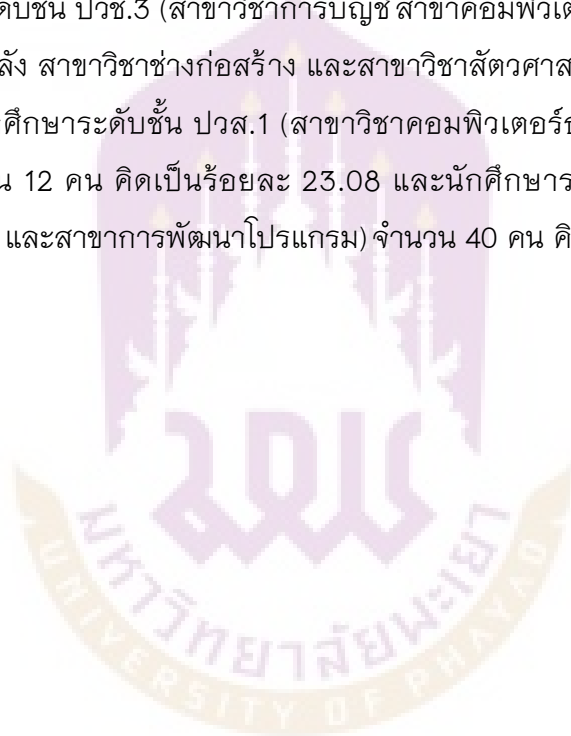 ดับชั้น ปวช.3 (สาขาวิชาการบัญชี สาขาคอมพิวเต
ลัง สาขาวิชาช่างก่อสร้าง และสาขาวิชาสัตวศาส
ศึกษาระดับชั้น ปวส.1 (สาขาวิชาคอมพิวเตอร์ธ
น 12 คน คิดเป็นร้อยละ 23.08 และนักศึกษาร
และสาขาการพัฒนาโปรแกรม) จำนวน 40 คน คิ
มพย
มหาวิทยาลัยพะเยา
UNIVERSITY OF PHAYAO